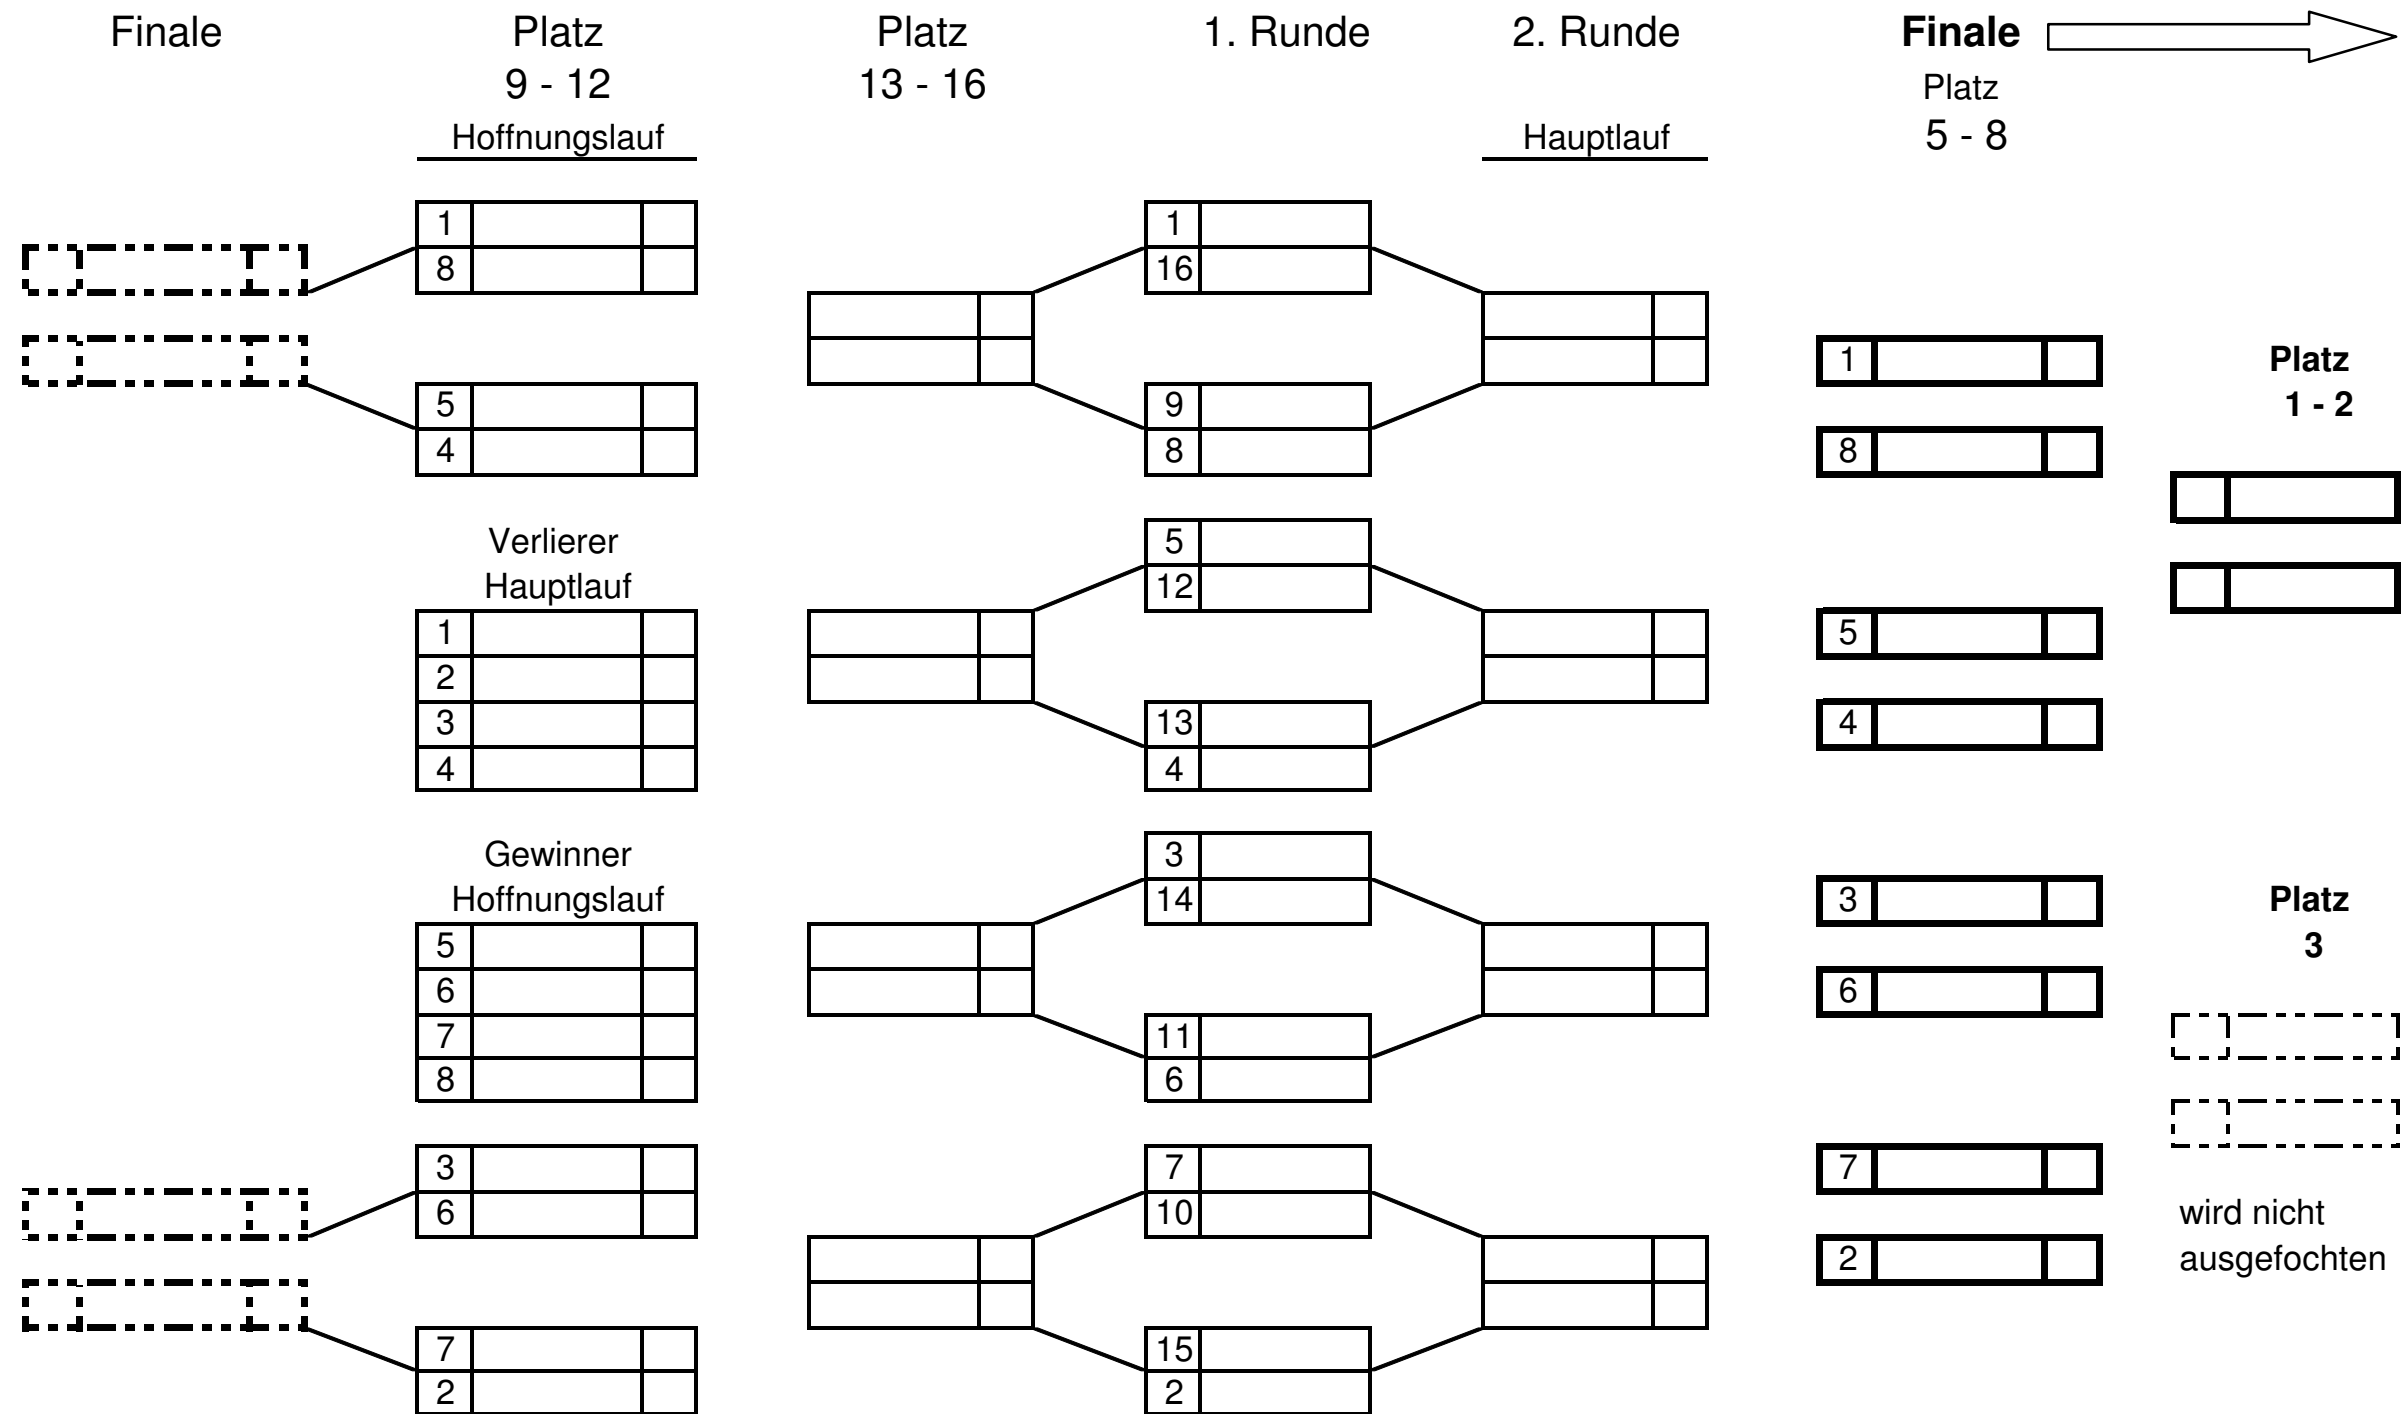 Finale
Platz
9 - 12
Hoffnungslauf
Platz
13 - 16
1. Runde
2. Runde
Hauptlauf
Finale
Platz
5 - 8
1
8
5
4
Verlierer
Hauptlauf
1
2
3
4
Gewinner
Hoffnungslauf
5
6
7
8
3
6
7
2
1
16
9
8
5
12
13
4
3
14
11
6
7
10
15
2
1
8
5
4
3
6
7
2
Platz
1 - 2
Platz
3
wird nicht
ausgefochten